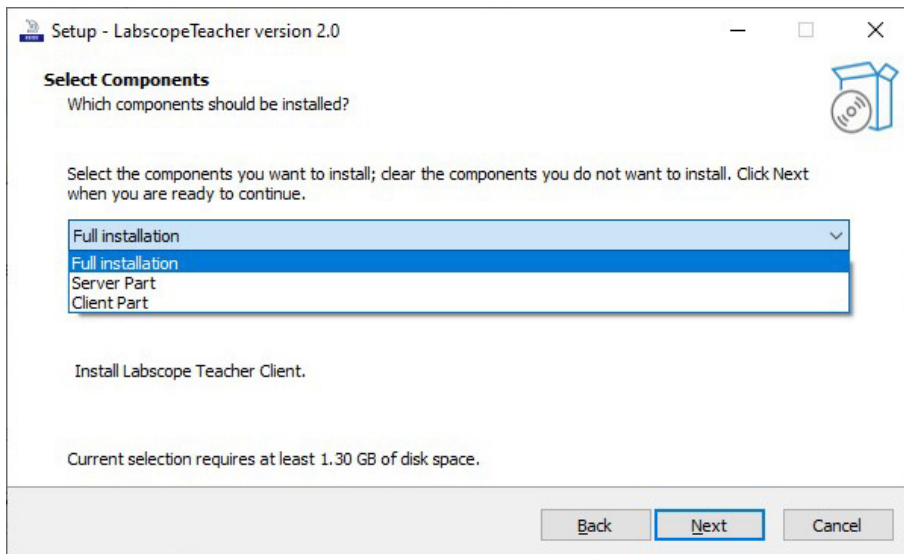 Setup - LabscopeTeacher version 2.0
Select Components
Which components should be installed?
Select the components you want to install; clear the components you do not want to install. Click Next
when you are ready to continue.
Full installation
Full installation
Server Part
Client Part
Install Labscope Teacher Client.
Current selection requires at least 1.30 GB of disk space.
Back
Next
Cancel